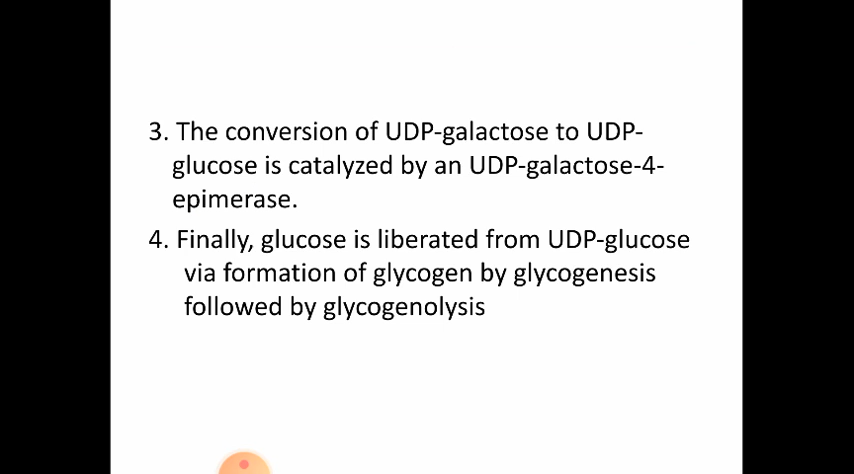 3. The conversion of UDP-galactose to UDP-
glucose is catalyzed by an UDP-galactose-4-
epimerase.
4. Finally, glucose is liberated from UDP-glucose
via formation of glycogen by glycogenesis
followed by glycogenolysis